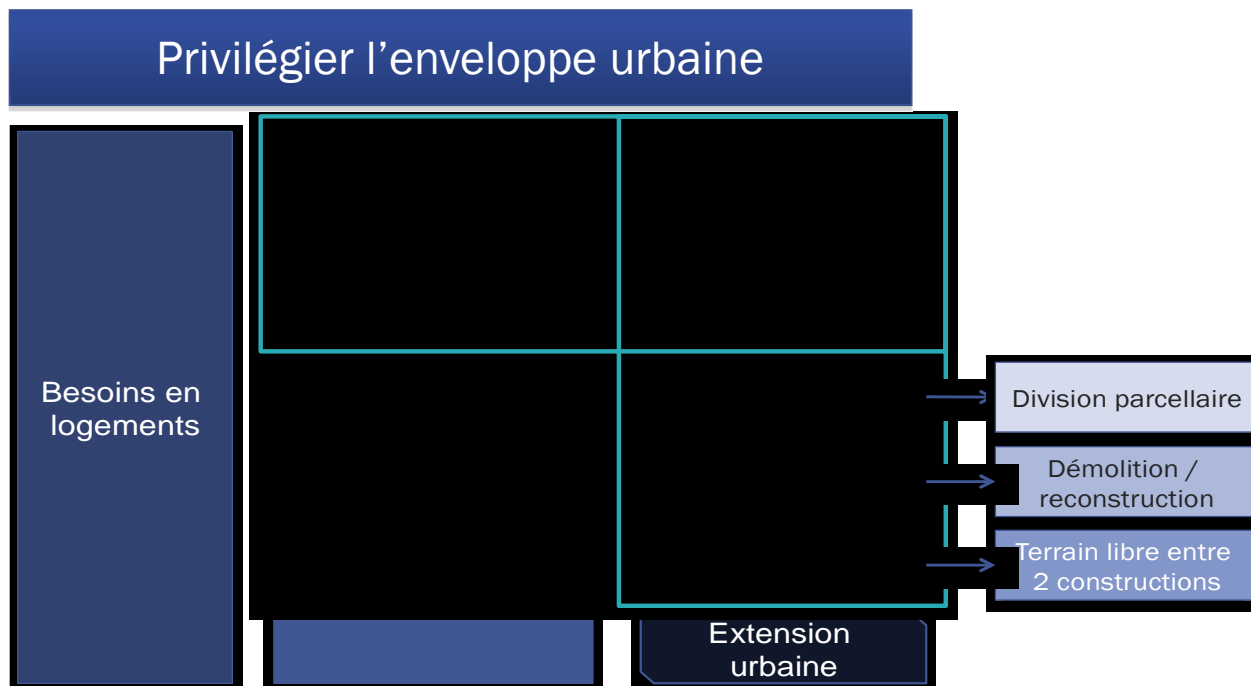 Privilégier l’enveloppe urbaine
Besoins en
logements
Division parcellaire
Démolition /
reconstruction
Terrain libre entre
2 constructions
Extension
urbaine